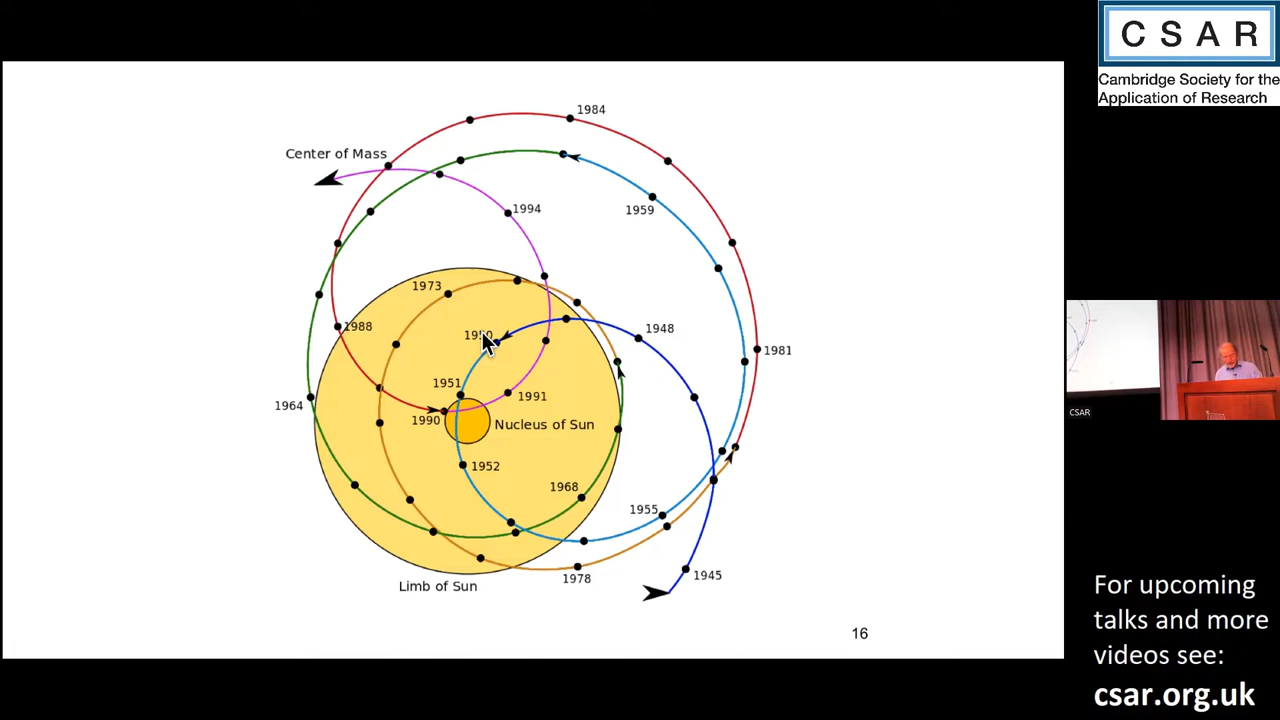 1984
Center of Mass
1994
1959
1973
1988
1948
1981
1951
1991
1964
1990
Nucleus of Sun
1952
1968
1955
1978
1945
Limb of Sun
16
CSAR
Cambridge Society for the
Application of Research
CSAR
For upcoming
talks and more
videos see:
csar.org.uk